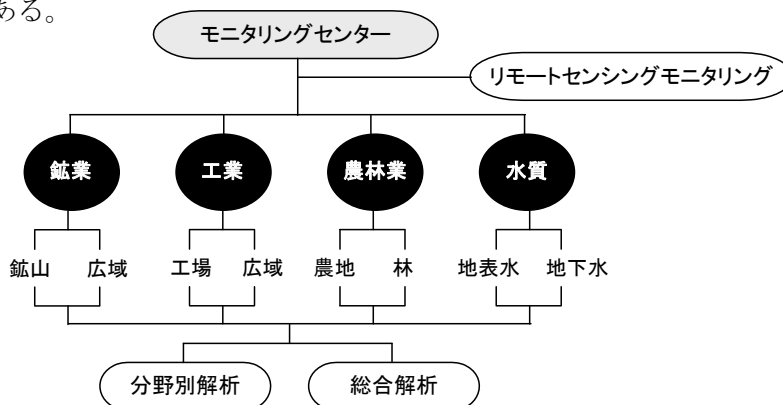 ある。
モニタリングセンター
リモートセンシングモニタリング
鉱業 工業 農林業 水質
鉱山 広域 工場 広域 農地 林 地表水 地下水
分野別解析 総合解析